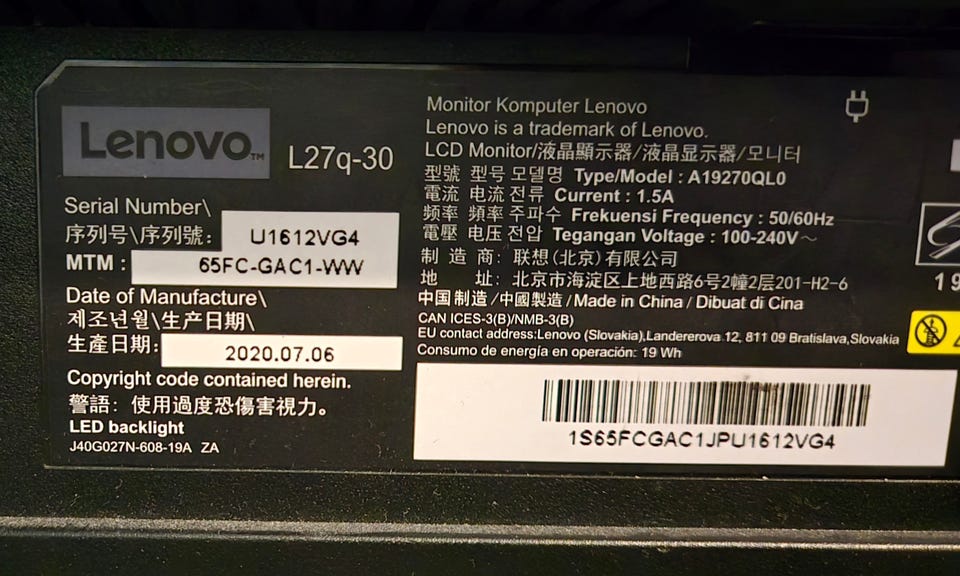 Lenovo™
L27q-30
Serial Number\
序列号\序列號: U1612VG4
MTM : 65FC-GAC1-WW
Date of Manufacture\
제조년월\生产日期\
生產日期: 2020.07.06
Copyright code contained herein.
警語: 使用過度恐傷害視力。
LED backlight
J40G027N-608-19A ZA
Monitor Komputer Lenovo
Lenovo is a trademark of Lenovo.
LCD Monitor/液晶顯示器/液晶显示器/모니터
型號 型号 모델명 Type/Model : A19270QL0
電流 电流 전류 Current : 1.5A
频率 頻率 주파수 Frekuensi Frequency : 50/60Hz
電壓 电压 전압 Tegangan Voltage : 100-240V～
制 造 商: 联想(北京)有限公司
地 址: 北京市海淀区上地西路6号2幢2层201-H2-6
中国制造/中國製造/Made in China / Dibuat di Cina
CAN ICES-3(B)/NMB-3(B)
EU contact address:Lenovo (Slovakia),Landererova 12, 811 09 Bratislava,Slovakia
Consumo de energía en operación: 19 Wh
1S65FCGAC1JPU1612VG4
19